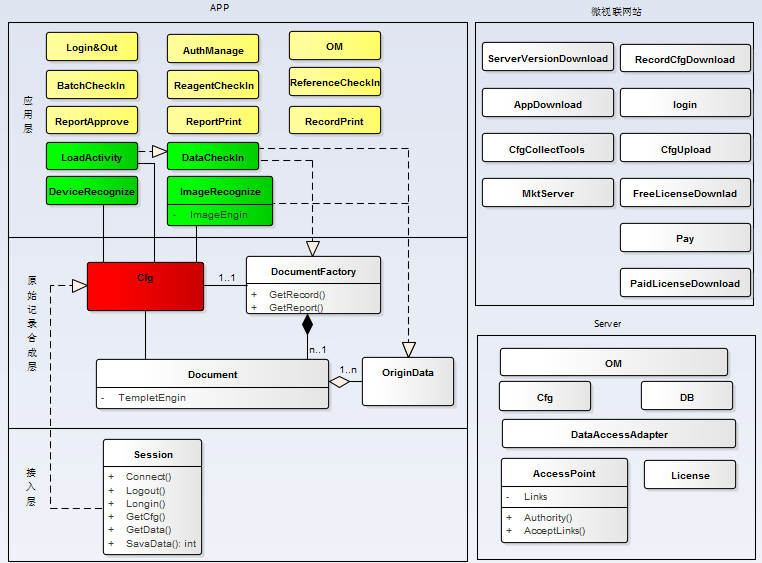 APP
应用层
Login&Out
AuthManage
OM
BatchCheckIn
ReagentCheckIn
ReferenceCheckIn
ReportApprove
ReportPrint
RecordPrint
LoadActivity
DataCheckIn
DeviceRecognize
ImageRecognize
- ImageEngin
原始记录合成层
Cfg
1..1
DocumentFactory
+ GetRecord()
+ GetReport()
n..1
Document
- TempletEngin
1..n
OriginData
接入层
Session
+ Connect()
+ Logout()
+ Longin()
+ GetCfg()
+ GetData()
+ SavaData(): int
微视联网站
ServerVersionDownload
RecordCfgDownload
AppDownload
login
CfgCollectTools
CfgUpload
MktServer
FreeLicenseDownlad
Pay
PaidLicenseDownload
Server
OM
Cfg
DB
DataAccessAdapter
AccessPoint
- Links
+ Authority()
+ AcceptLinks()
License